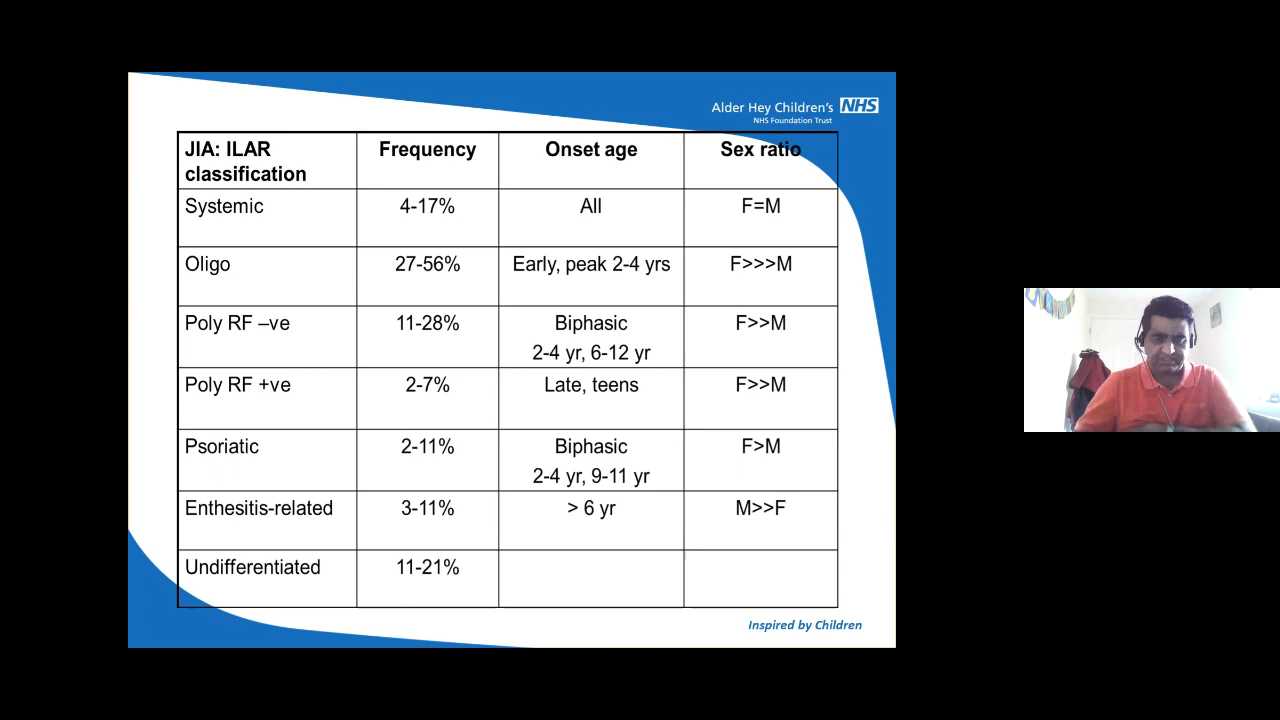 Alder Hey Children's NHS
NHS Foundation Trust
JIA: ILAR classification Frequency Onset age Sex ratio
Systemic 4-17% All F=M
Oligo 27-56% Early, peak 2-4 yrs F>>>M
Poly RF –ve 11-28% Biphasic F>>M
2-4 yr, 6-12 yr
Poly RF +ve 2-7% Late, teens F>>M
Psoriatic 2-11% Biphasic F>M
2-4 yr, 9-11 yr
Enthesitis-related 3-11% > 6 yr M>>F
Undifferentiated 11-21%
Inspired by Children